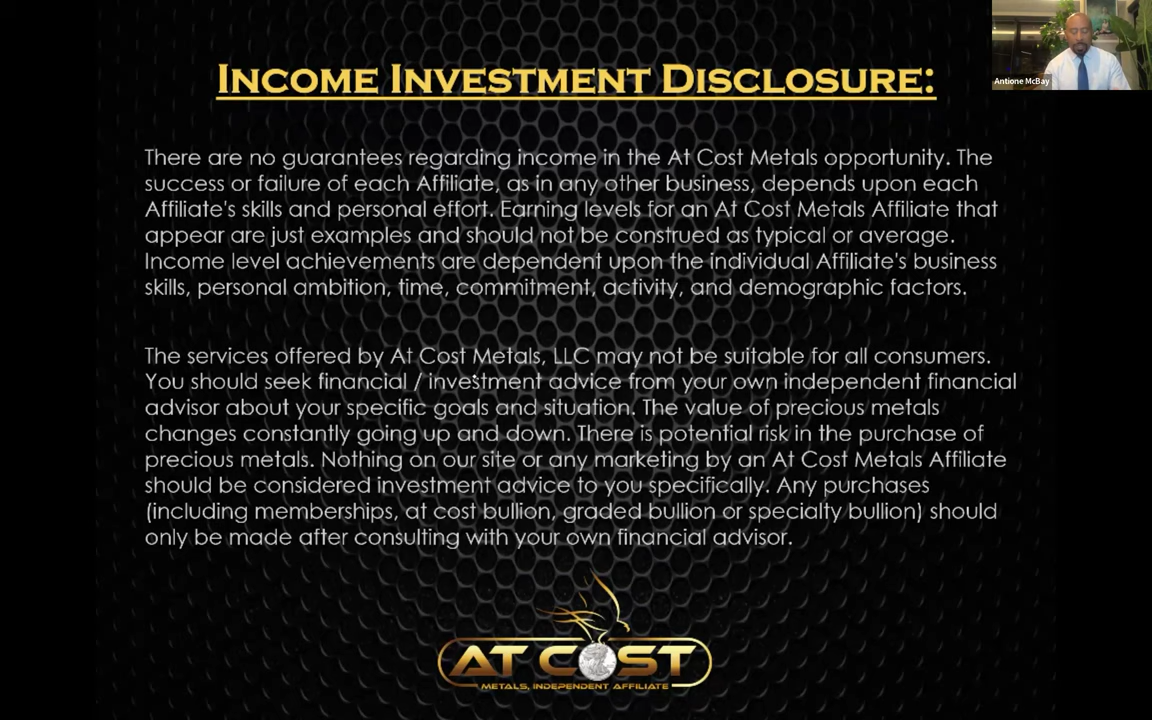 INCOME INVESTMENT DISCLOSURE:
Antione McBay
There are no guarantees regarding income in the At Cost Metals opportunity. The
success or failure of each Affiliate, as in any other business, depends upon each
Affiliate's skills and personal effort. Earning levels for an At Cost Metals Affiliate that
appear are just examples and should not be construed as typical or average.
Income level achievements are dependent upon the individual Affiliate's business
skills, personal ambition, time, commitment, activity, and demographic factors.
The services offered by At Cost Metals, LLC may not be suitable for all consumers.
You should seek financial / investment advice from your own independent financial
advisor about your specific goals and situation. The value of precious metals
changes constantly going up and down. There is potential risk in the purchase of
precious metals. Nothing on our site or any marketing by an At Cost Metals Affiliate
should be considered investment advice to you specifically. Any purchases
(including memberships, at cost bullion, graded bullion or specialty bullion) should
only be made after consulting with your own financial advisor.
AT COST
METALS, INDEPENDENT AFFILIATE